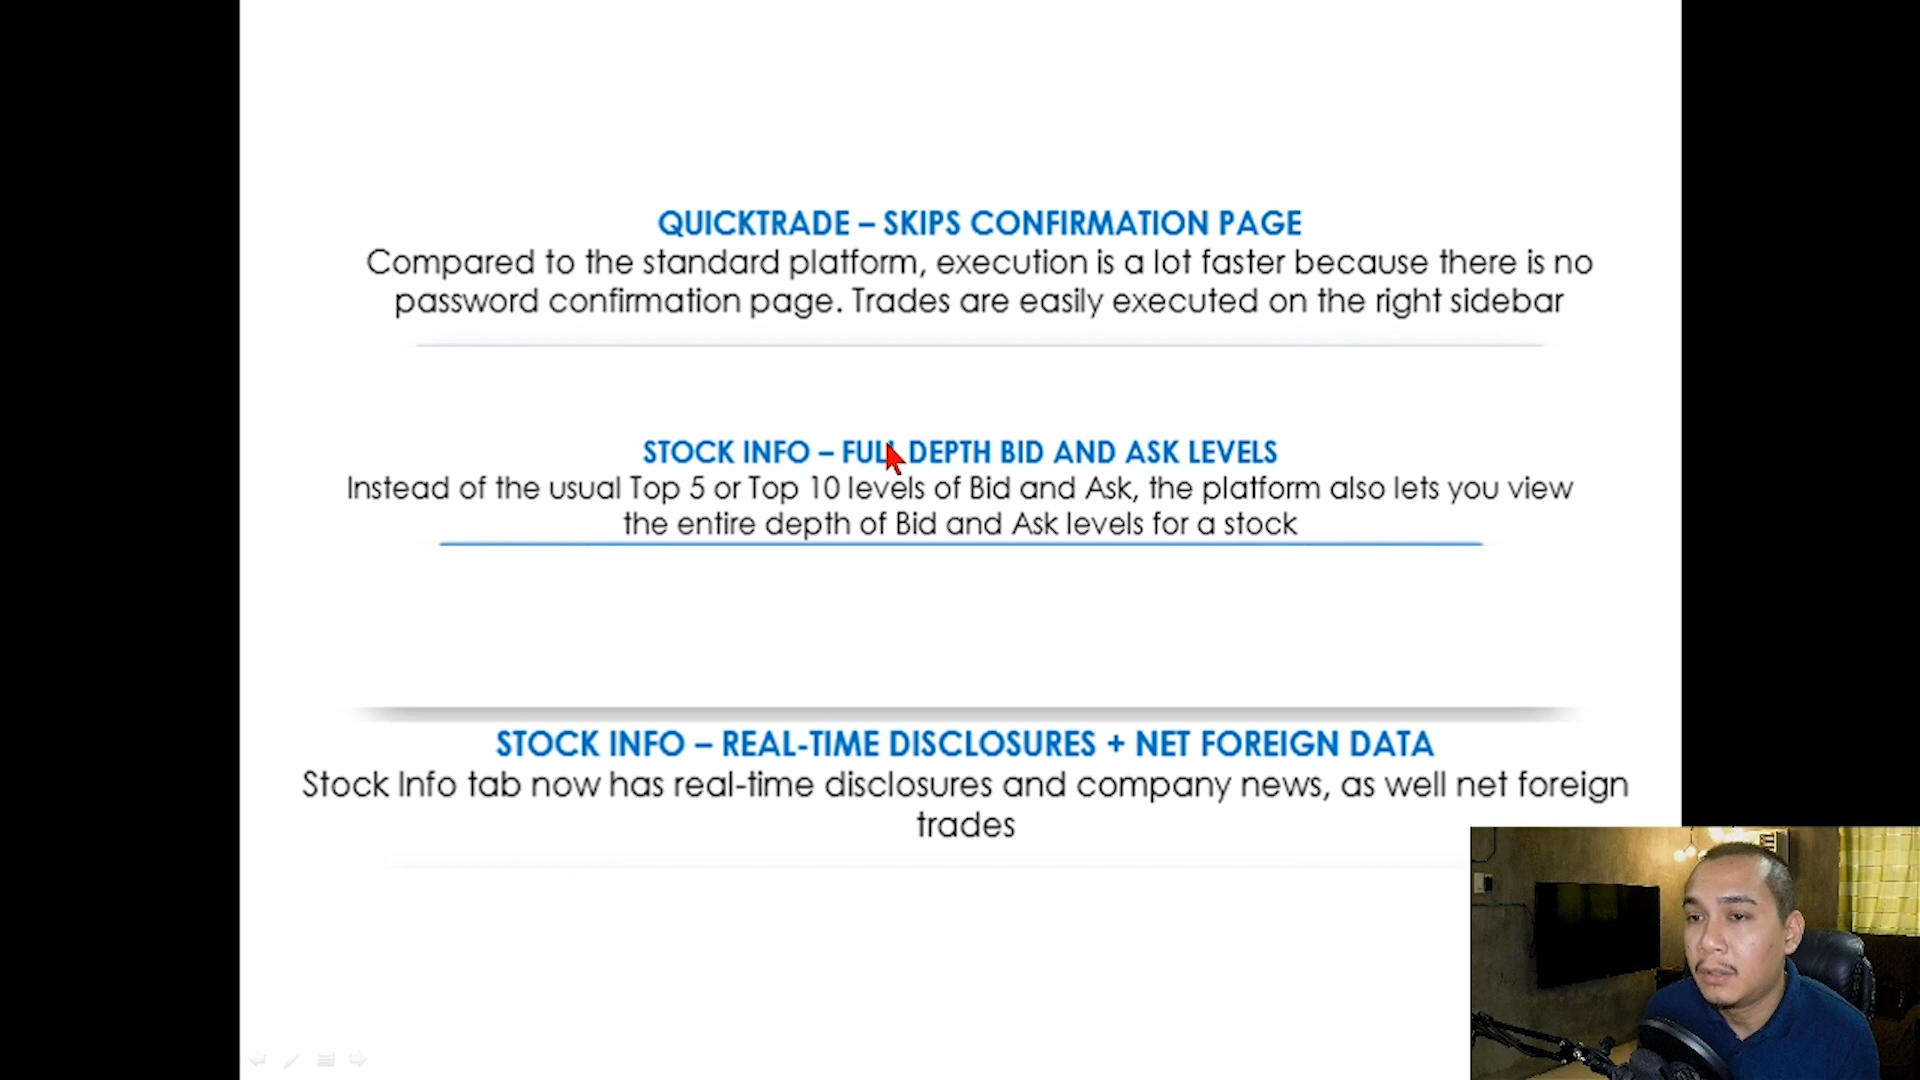 QUICKTRADE – SKIPS CONFIRMATION PAGE
Compared to the standard platform, execution is a lot faster because there is no
password confirmation page. Trades are easily executed on the right sidebar
STOCK INFO – FULL DEPTH BID AND ASK LEVELS
Instead of the usual Top 5 or Top 10 levels of Bid and Ask, the platform also lets you view
the entire depth of Bid and Ask levels for a stock
STOCK INFO – REAL-TIME DISCLOSURES + NET FOREIGN DATA
Stock Info tab now has real-time disclosures and company news, as well net foreign
trades